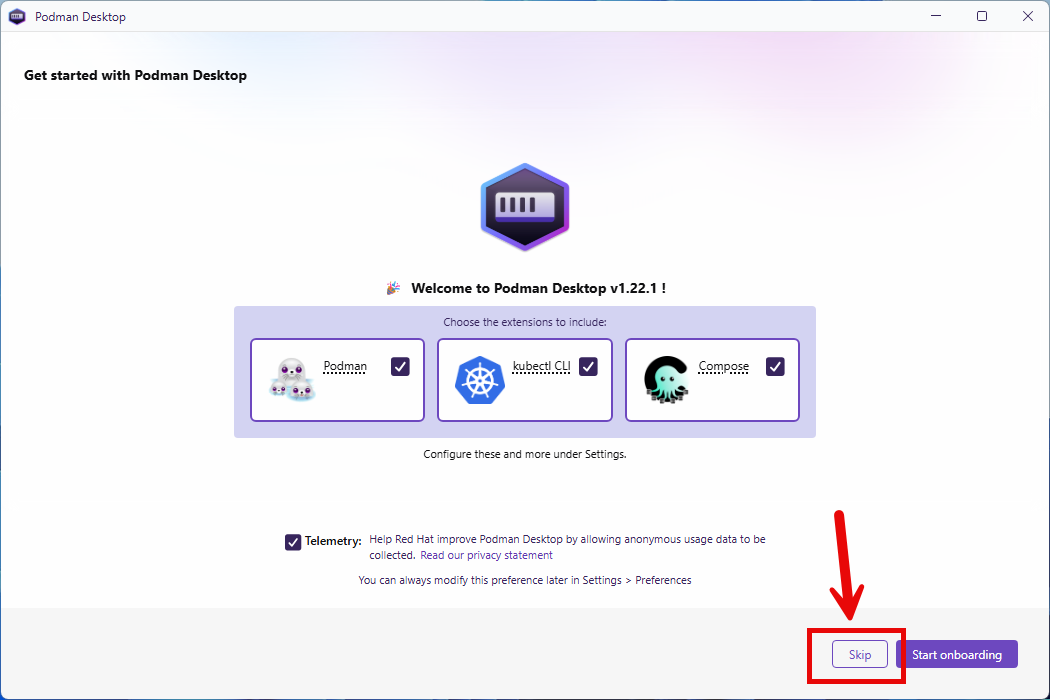 Podman Desktop
Get started with Podman Desktop
Welcome to Podman Desktop v1.22.1 !
Choose the extensions to include:
Podman
kubectl CLI
Compose
Configure these and more under Settings.
Telemetry: Help Red Hat improve Podman Desktop by allowing anonymous usage data to be
collected. Read our privacy statement
You can always modify this preference later in Settings > Preferences
Skip
Start onboarding